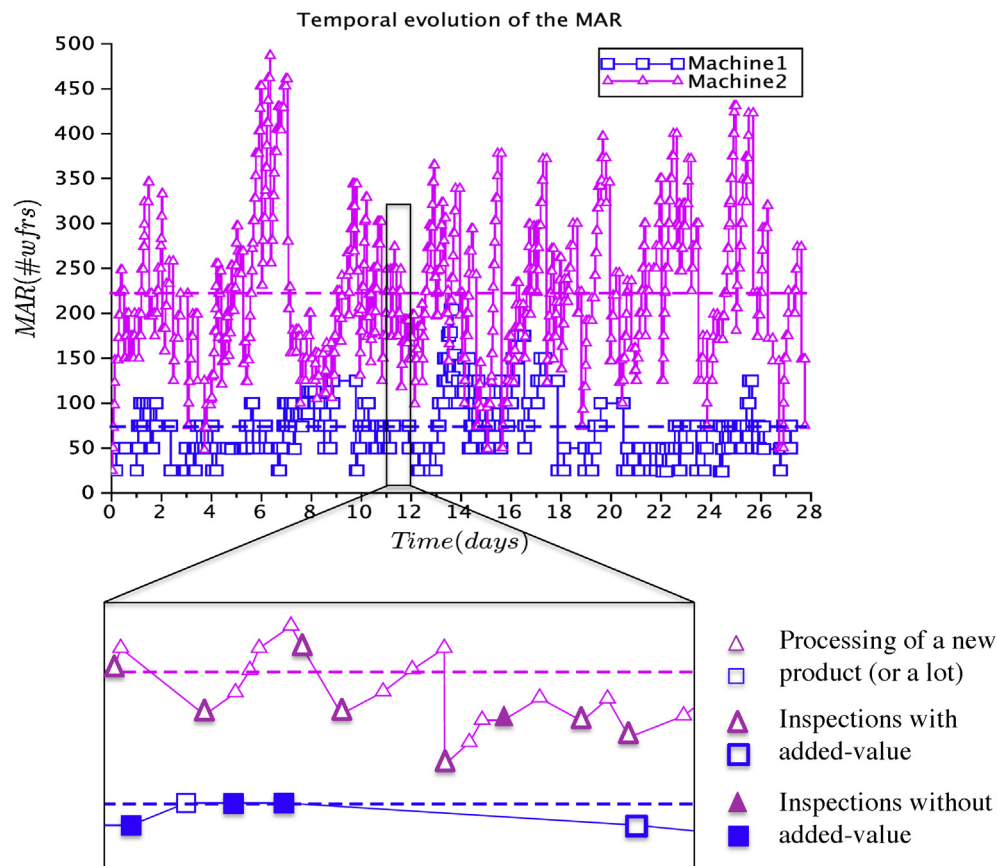 Temporal evolution of the MAR
500
450
400
350
300
250
200
150
100
50
0
MAR(#wfrs)
Machine1
Machine2
0 2 4 6 8 10 12 14 16 18 20 22 24 26 28
Time(days)
Processing of a new
product (or a lot)
Inspections with
added-value
Inspections without
added-value